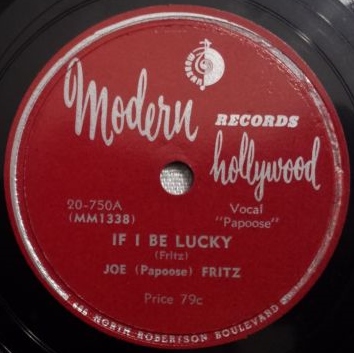 Modern
RECORDS
hollywood
20-750A
(MM1338)
Vocal
"Papoose"
IF I BE LUCKY
(Fritz)
JOE (Papoose) FRITZ
Price 79c
NORTH ROBERTSON BOULEVARD